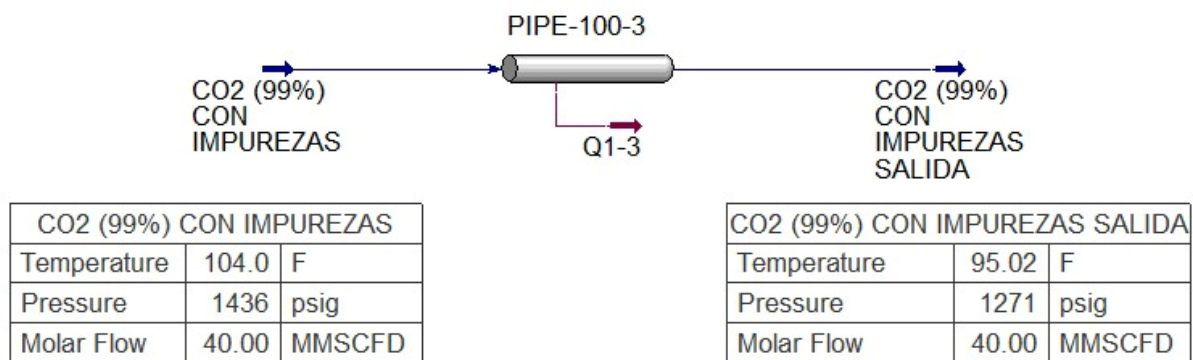 PIPE-100-3
CO2 (99%)
CON
IMPUREZAS
Q1-3
CO2 (99%)
CON
IMPUREZAS
SALIDA
CO2 (99%) CON IMPUREZAS
Temperature 104.0 F
Pressure 1436 psig
Molar Flow 40.00 MMSCFD
CO2 (99%) CON IMPUREZAS SALIDA
Temperature 95.02 F
Pressure 1271 psig
Molar Flow 40.00 MMSCFD